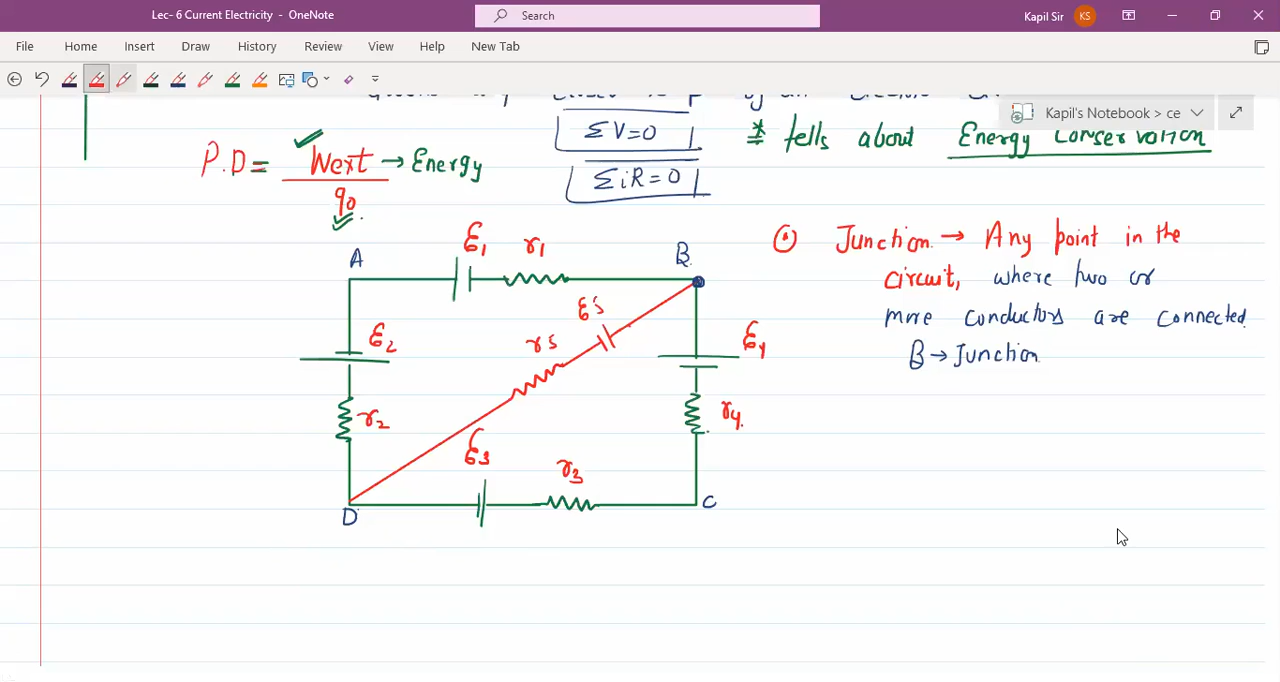 Lec- 6 Current Electricity - OneNote
Search
Kapil Sir KS
File Home Insert Draw History Review View Help New Tab
Kapil's Notebook > ce
ΣV=0
* tells about Energy Conservation
P.D = Wext → Energy
q0
ΣiR=0
A ε1 r1 B
⊙ Junction → Any point in the
circuit, where two or
more conductors are connected.
B → Junction
ε2 r5 ε5 ε4
r2 r4
ε3 r3
D C